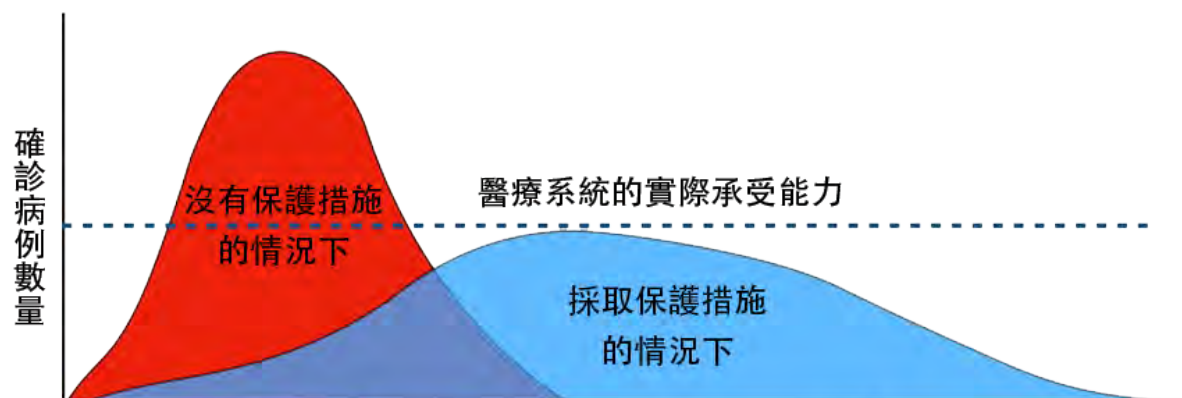 確診病例數量
沒有保護措施
的情況下
醫療系統的實際承受能力
採取保護措施
的情況下